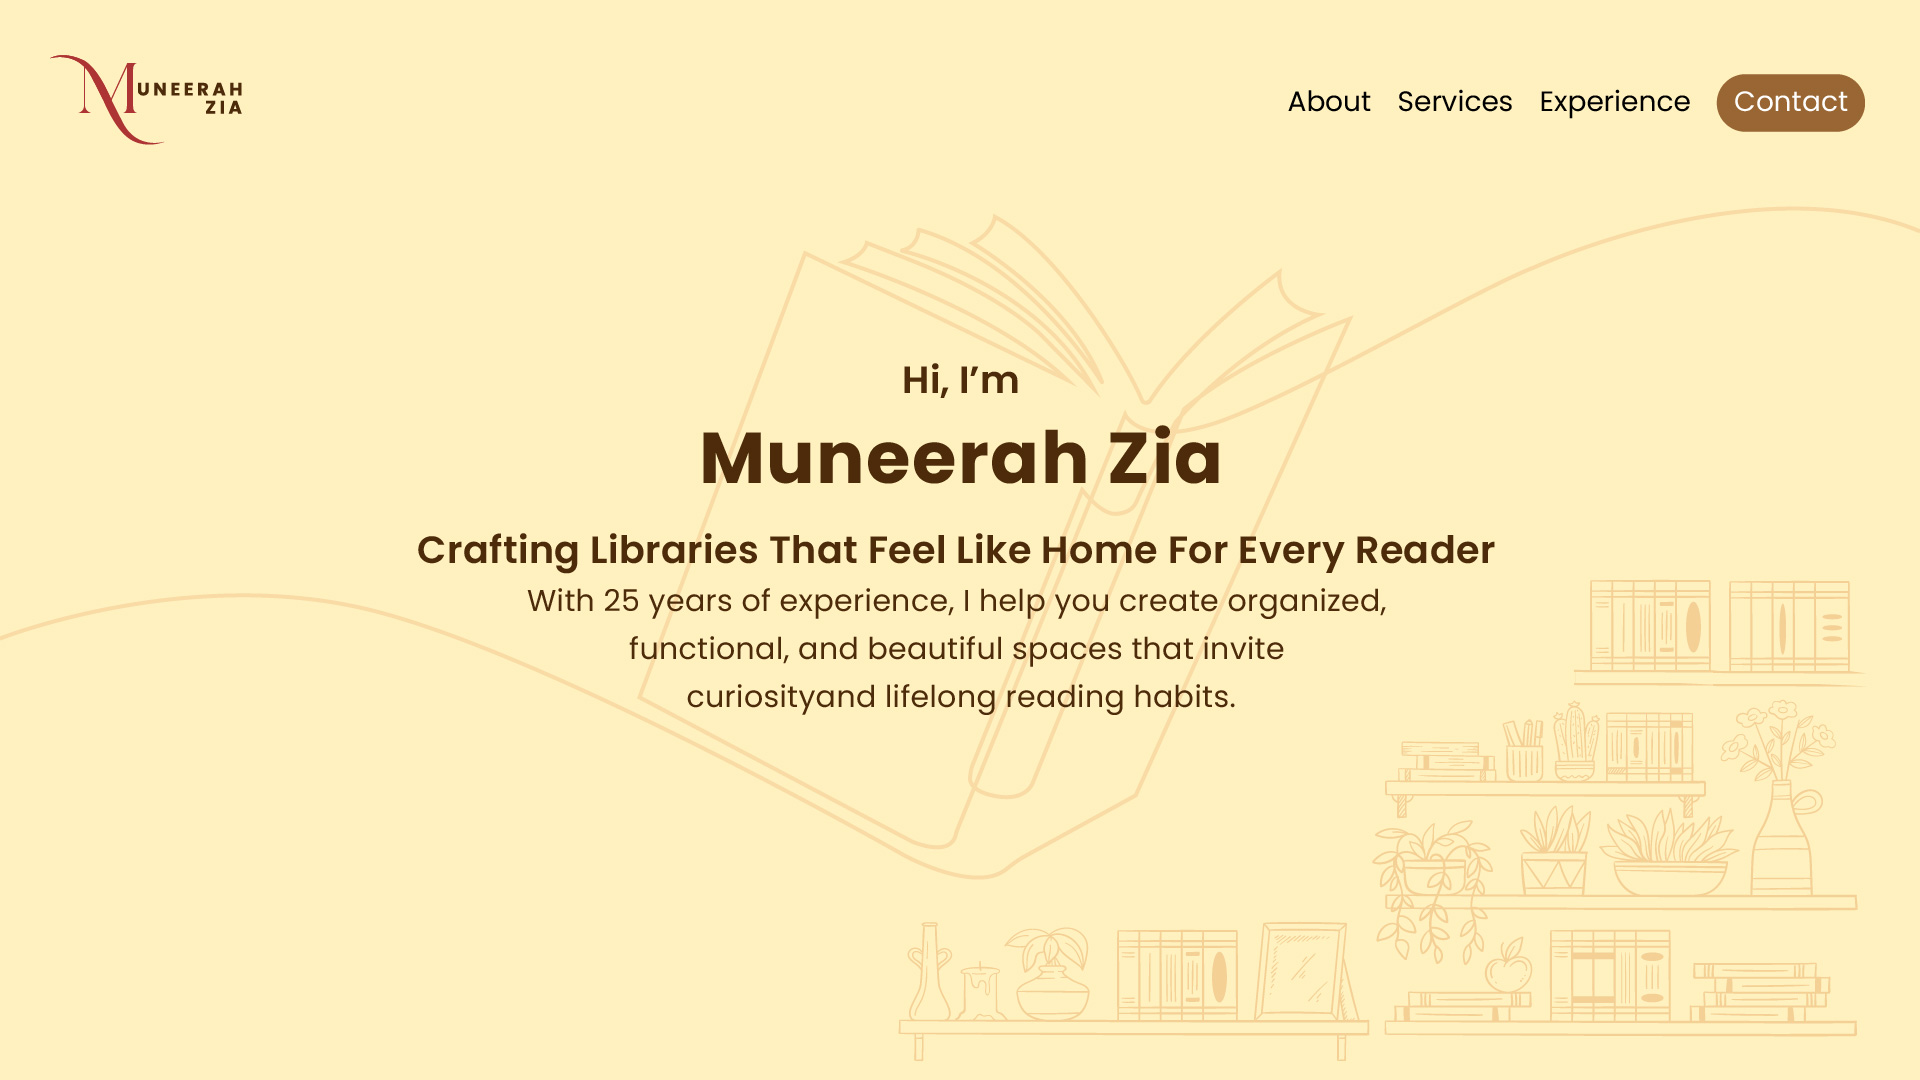 MUNEERAH
ZIA
About Services Experience Contact
Hi, I’m
Muneerah Zia
Crafting Libraries That Feel Like Home For Every Reader
With 25 years of experience, I help you create organized,
functional, and beautiful spaces that invite
curiosityand lifelong reading habits.